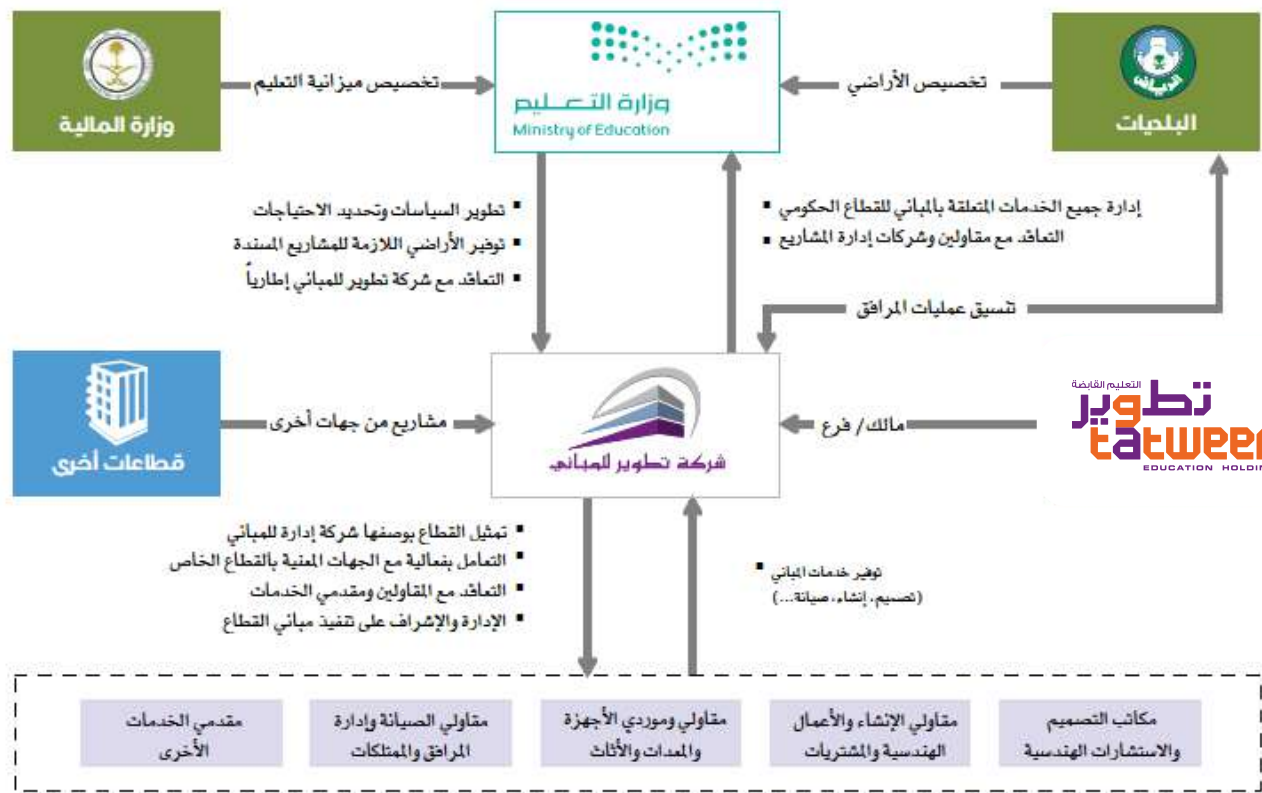 البلديات
تخصيص الأراضي
وزارة التعليم
Ministry of Education
تخصيص ميزانية التعليم
وزارة المالية
▪ إدارة جميع الخدمات المتعلقة بالمباني للقطاع الحكومي
▪ التعاقد مع مقاولين وشركات إدارة المشاريع
▪ تطوير السياسات وتحديد الاحتياجات
▪ توفير الأراضي اللازمة للمشاريع المسندة
▪ التعاقد مع شركة تطوير للمباني إطارياً
تنسيق عمليات المرافق
التعليم القابضة
تطوير
tatweer
EDUCATION HOLDIN
مالك/ فرع
شركة تطوير للمباني
مشاريع من جهات أخرى
قطاعات أخرى
▪ توفير خدمات المباني
(تصميم، إنشاء، صيانة...)
▪ تمثيل القطاع بوصفها شركة إدارة للمباني
▪ التعامل بفعالية مع الجهات المعنية بالقطاع الخاص
▪ التعاقد مع المقاولين ومقدمي الخدمات
▪ الإدارة والإشراف على تنفيذ مباني القطاع
مكاتب التصميم
والاستشارات الهندسية
مقاولي الإنشاء والأعمال
الهندسية والمشتريات
مقاولي وموردي الأجهزة
والمعدات والأثاث
مقاولي الصيانة وإدارة
المرافق والممتلكات
مقدمي الخدمات
الأخرى